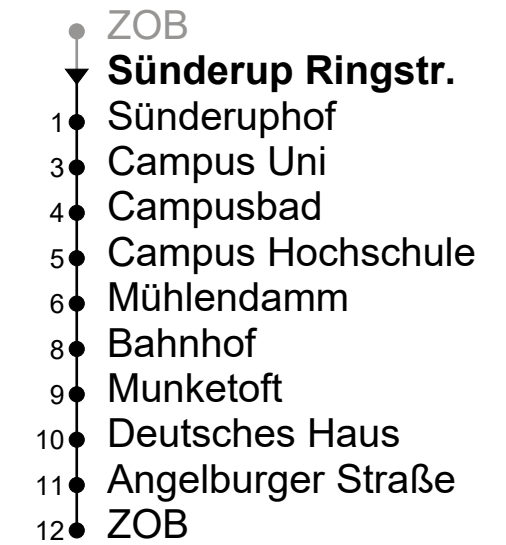 ZOB
Sünderup Ringstr.
1 Sünderuphof
3 Campus Uni
4 Campusbad
5 Campus Hochschule
6 Mühlendamm
8 Bahnhof
9 Munketoft
10 Deutsches Haus
11 Angelburger Straße
12 ZOB